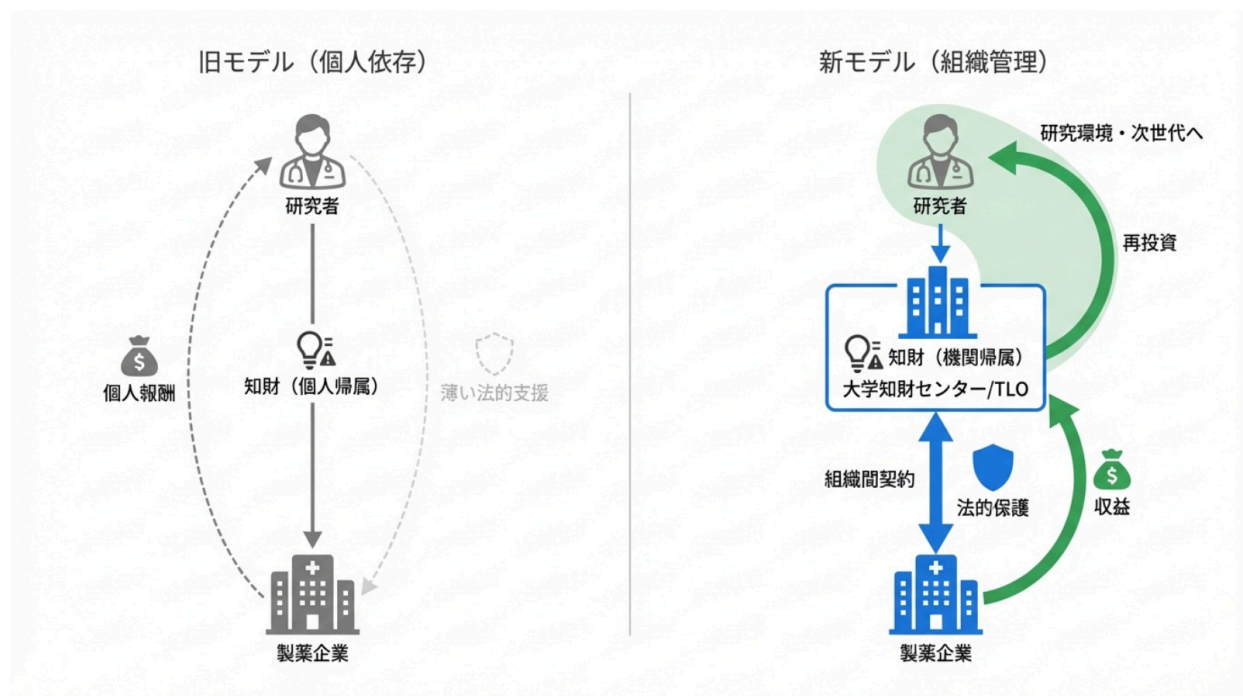 旧モデル（個人依存）
研究者
$
個人報酬
知財（個人帰属）
薄い法的支援
製薬企業
新モデル（組織管理）
研究環境・次世代へ
研究者
再投資
知財（機関帰属）
大学知財センター/TLO
組織間契約
法的保護
$
収益
製薬企業